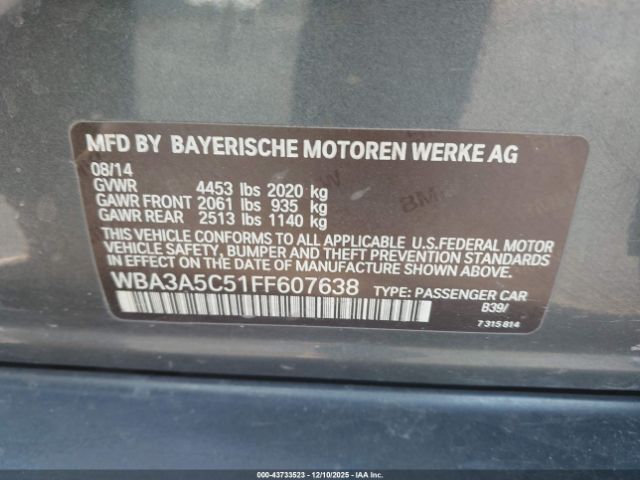 MFD BY BAYERISCHE MOTOREN WERKE AG
08/14
GVWR 4453 lbs 2020 kg
GAWR FRONT 2061 lbs 935 kg
GAWR REAR 2513 lbs 1140 kg
THIS VEHICLE CONFORMS TO ALL APPLICABLE U.S.FEDERAL MOTOR
VEHICLE SAFETY, BUMPER AND THEFT PREVENTION STANDARDS
IN EFFECT ON THE DATE OF MANUFACTURE SHOWN ABOVE.
WBA3A5C51FF607638 TYPE: PASSENGER CAR
B39/
7 315 814
000-43733523 - 12/10/2025 - IAA Inc.